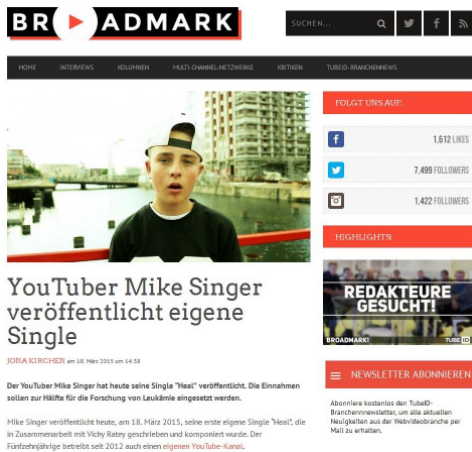 BROADMARK
SUCHEN...
HOME INTERVIEWS KOLUMNEN MULTI-CHANNEL-NETZWERKE KRITIKEN TUBEID-BRANCHENNEWS
YouTuber Mike Singer
veröffentlicht eigene
Single
JONA KIRCHEN am 18. März 2015 um 14:58
Der YouTuber Mike Singer hat heute seine Single "Heal" veröffentlicht. Die Einnahmen
sollen zur Hälfte für die Forschung von Leukämie eingesetzt werden.
Mike Singer veröffentlicht heute, am 18. März 2015, seine erste eigene Single "Heal", die
in Zusammenarbeit mit Vichy Ratey geschrieben und komponiert wurde. Der
Fünfzehnjährige betreibt seit 2012 auch einen eigenen YouTube-Kanal.
FOLGT UNS AUF:
1,612 LIKES
7,499 FOLLOWERS
1,422 FOLLOWERS
HIGHLIGHTS:
REDAKTEURE
GESUCHT!
BROADMARK! TUBE ID
NEWSLETTER ABONNIEREN
Abonniere kostenlos den TubeID-
Branchennewsletter, um alle aktuellen
Neuigkeiten aus der Webvideobranche per
Mail zu erhalten.